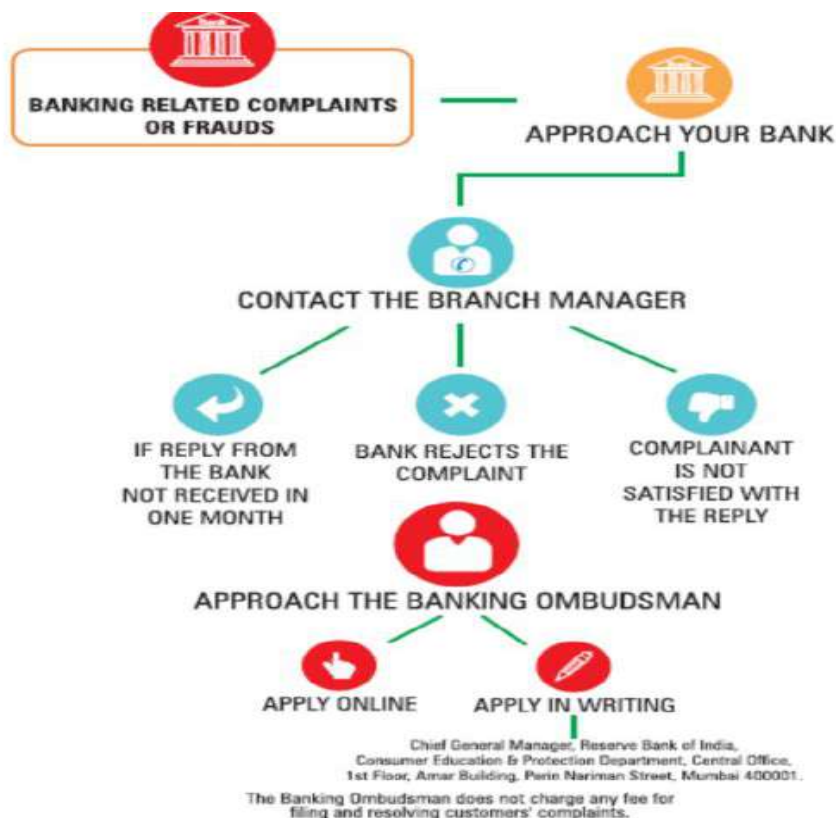 Bank
BANKING RELATED COMPLAINTS
OR FRAUDS
APPROACH YOUR BANK
CONTACT THE BRANCH MANAGER
IF REPLY FROM
THE BANK
NOT RECEIVED IN
ONE MONTH
BANK REJECTS THE
COMPLAINT
COMPLAINANT
IS NOT
SATISFIED WITH
THE REPLY
APPROACH THE BANKING OMBUDSMAN
APPLY ONLINE
APPLY IN WRITING
Chief General Manager, Reserve Bank of India,
Consumer Education & Protection Department, Central Office,
1st Floor, Amar Building, Perin Nariman Street, Mumbai 400001.
The Banking Ombudsman does not charge any fee for
filing and resolving customers' complaints.